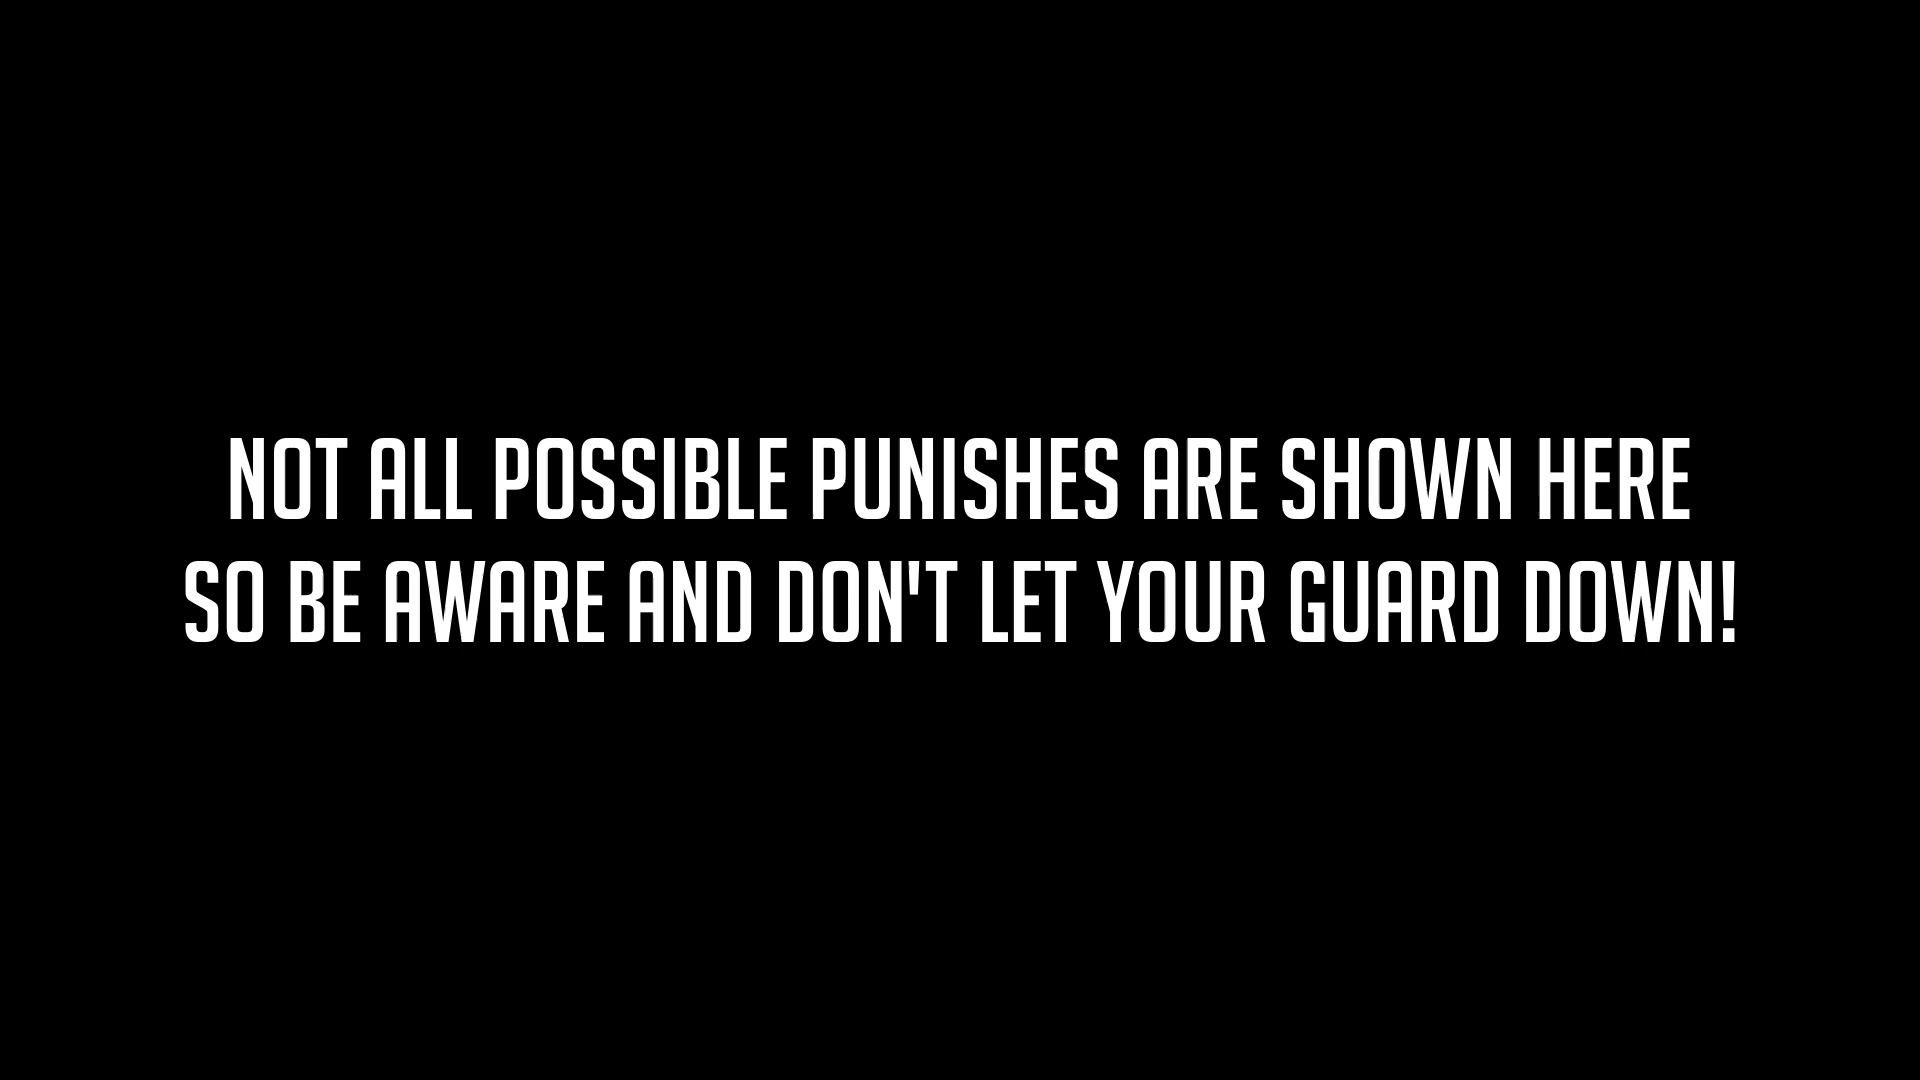 NOT ALL POSSIBLE PUNISHES ARE SHOWN HERE
SO BE AWARE AND DON'T LET YOUR GUARD DOWN!